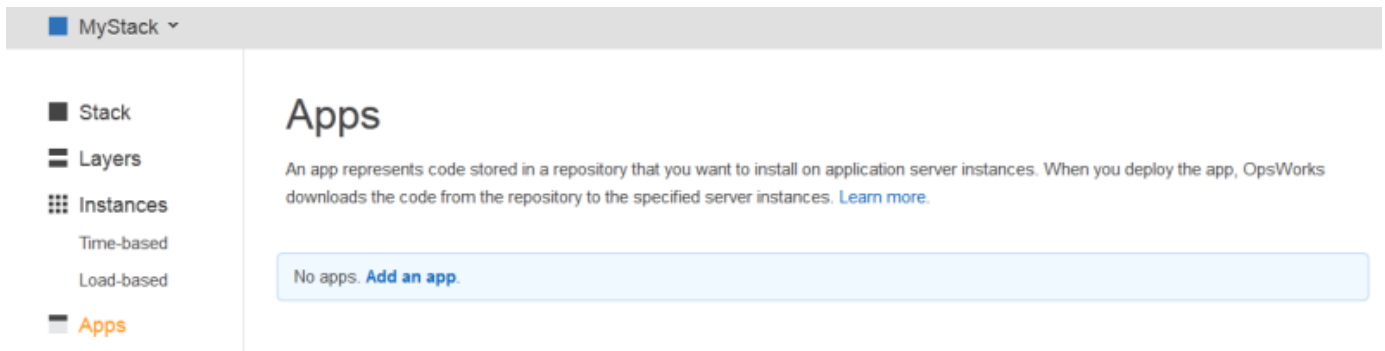 MyStack
Stack
Layers
Instances
Time-based
Load-based
Apps
Apps
An app represents code stored in a repository that you want to install on application server instances. When you deploy the app, OpsWorks
downloads the code from the repository to the specified server instances. Learn more.
No apps. Add an app.